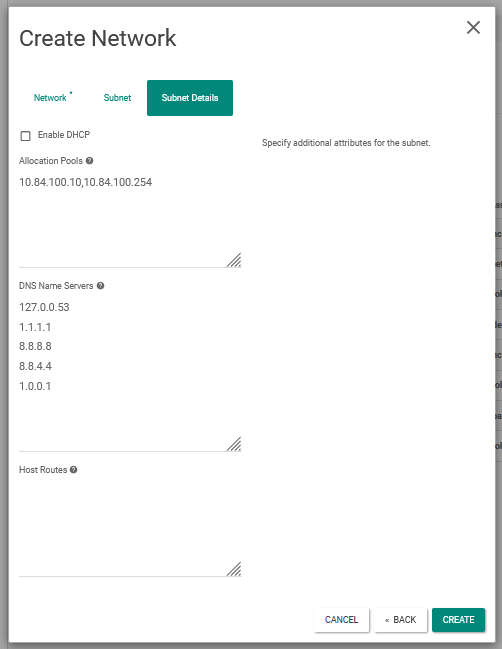 Create Network
Network *
Subnet
Subnet Details
Enable DHCP
Specify additional attributes for the subnet.
Allocation Pools
10.84.100.10,10.84.100.254
DNS Name Servers
127.0.0.53
1.1.1.1
8.8.8.8
8.8.4.4
1.0.0.1
Host Routes
CANCEL
« BACK
CREATE